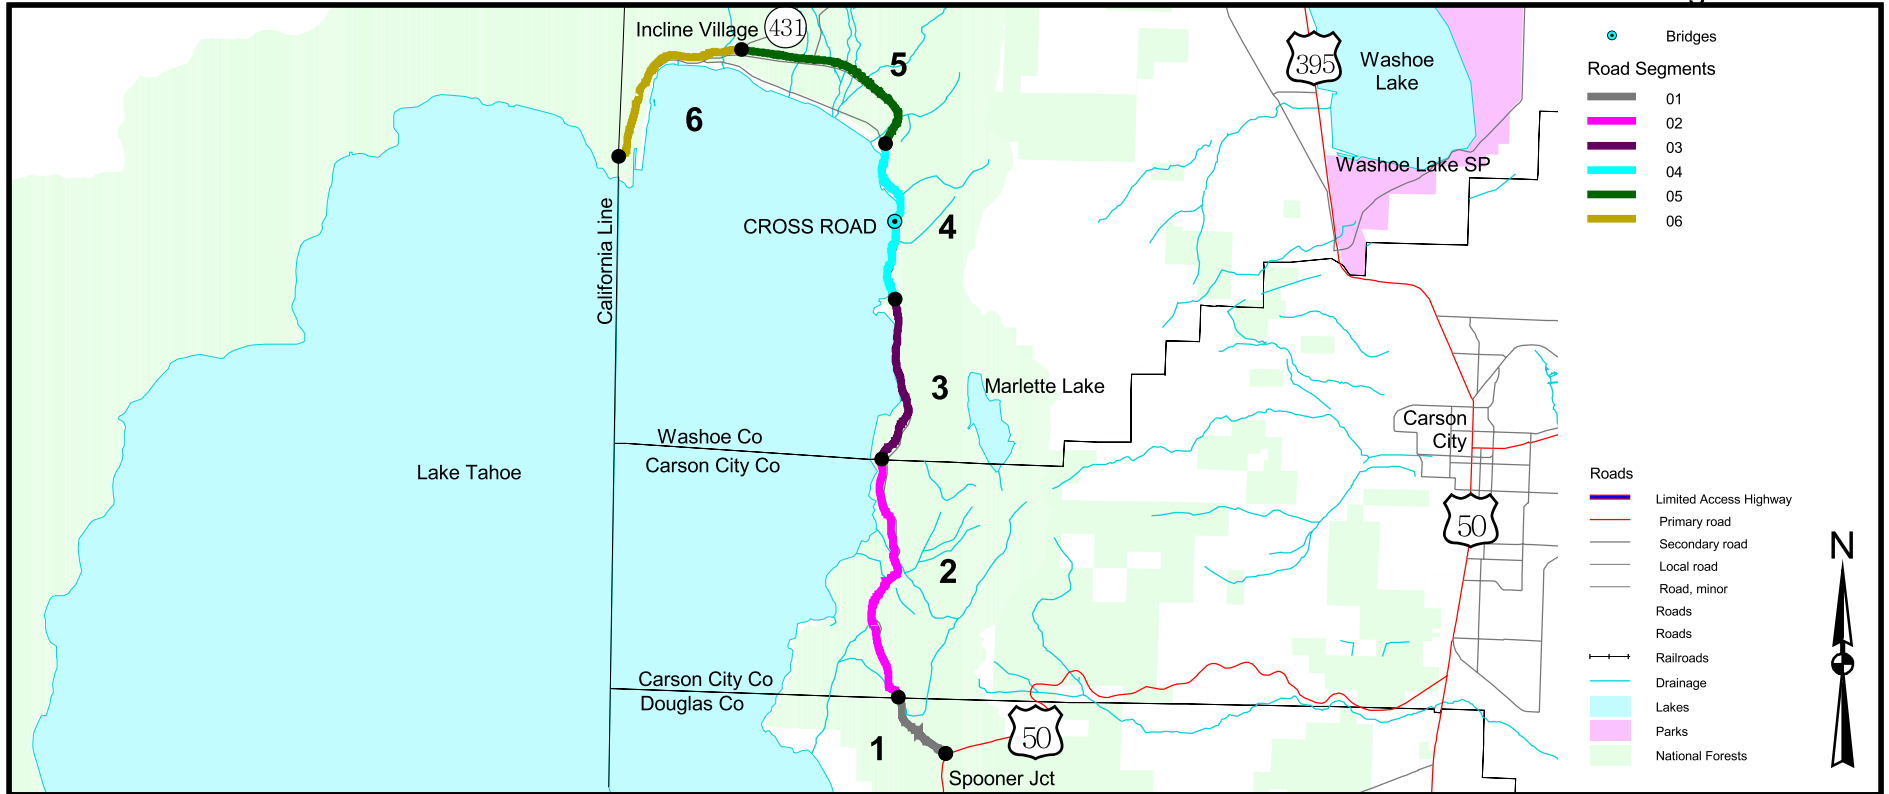 Incline Village
431
5
6
California Line
CROSS ROAD
4
3
Marlette Lake
Washoe Co
Carson City Co
Lake Tahoe
2
Carson City Co
Douglas Co
1
50
Spooner Jct
395
Washoe
Lake
Washoe Lake SP
Carson
City
50
Bridges
Road Segments
01
02
03
04
05
06
Roads
Limited Access Highway
Primary road
Secondary road
Local road
Road, minor
Roads
Roads
Railroads
Drainage
Lakes
Parks
National Forests
N